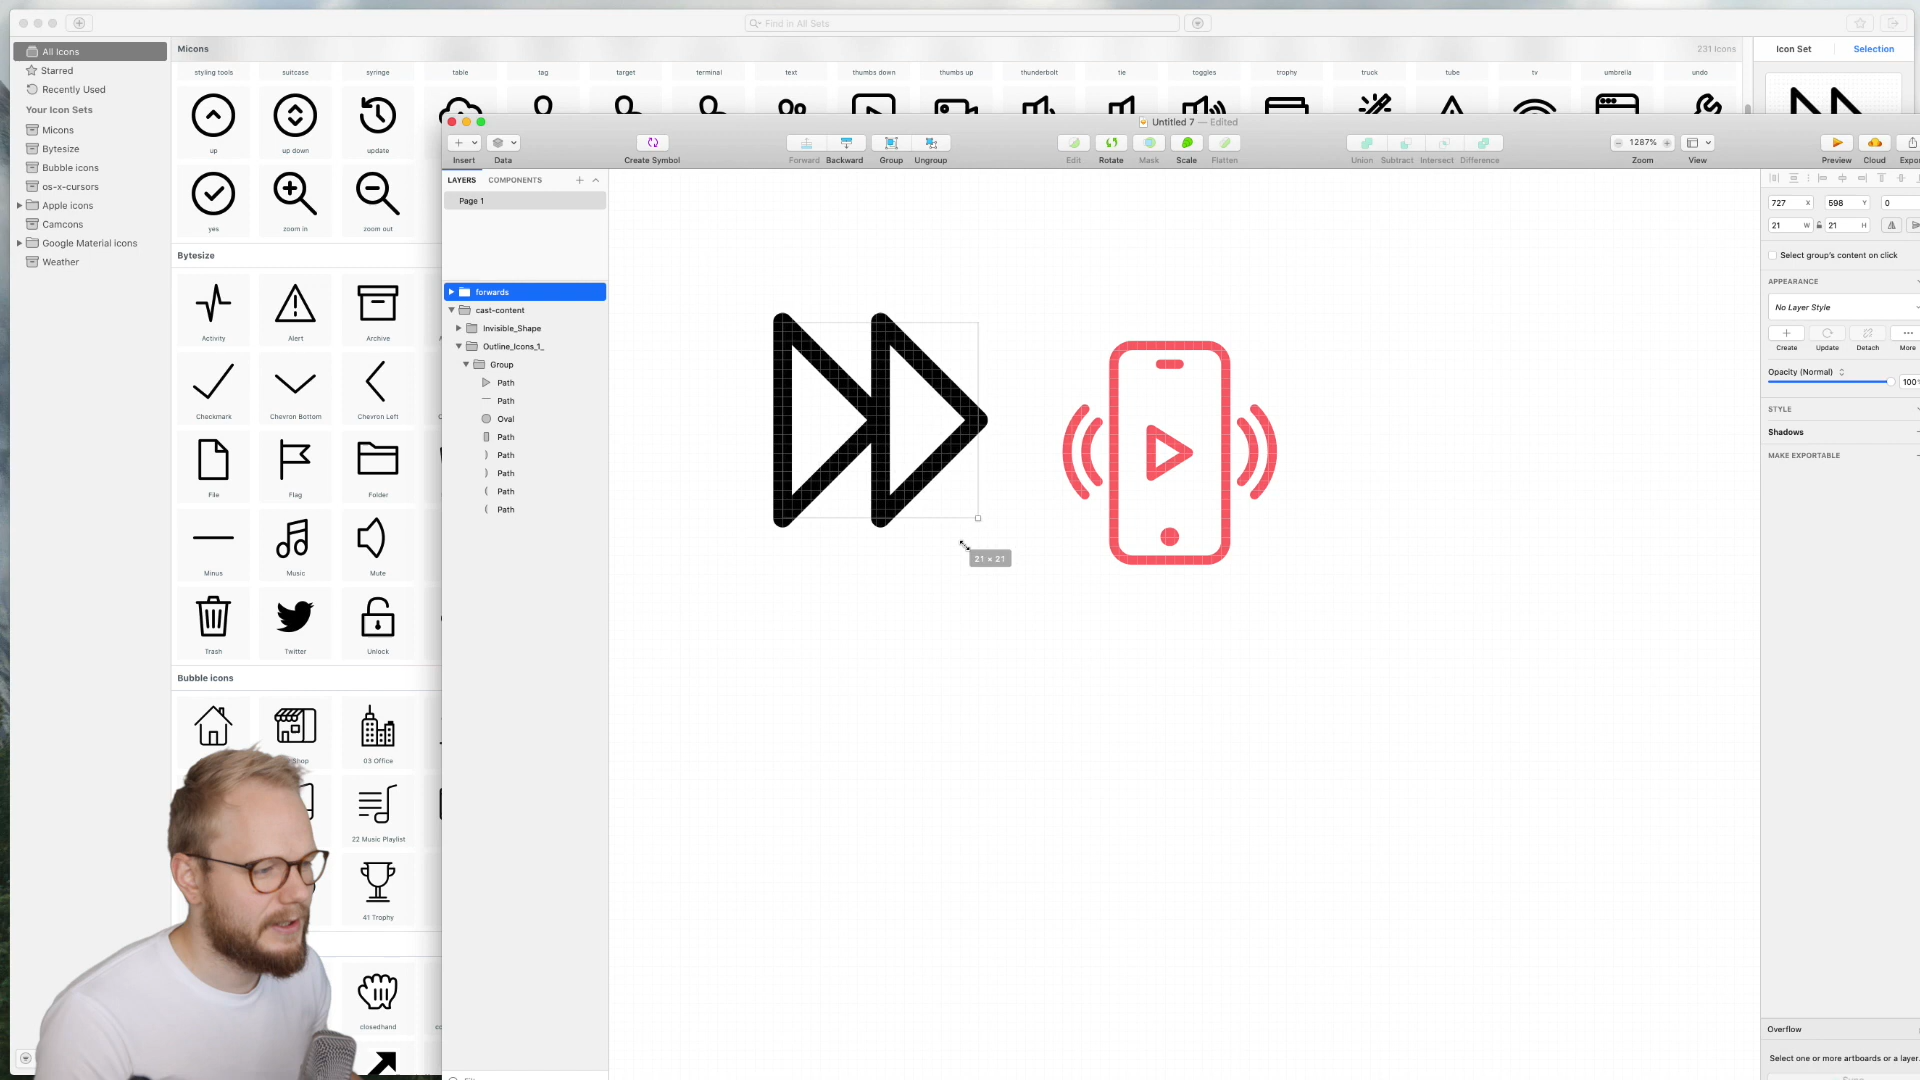 Find in All Sets
All Icons
Starred
Recently Used
Your Icon Sets
Micons
Bytesize
Bubble icons
os-x-cursors
Apple icons
Camcons
Google Material icons
Weather
Micons
231 Icons
styling tools
suitcase
syringe
table
tag
target
terminal
text
thumbs down
thumbs up
thunderbolt
tie
toggles
trophy
truck
tube
tv
umbrella
undo
up
up down
update
yes
zoom in
zoom out
Bytesize
Activity
Alert
Archive
Checkmark
Chevron Bottom
Chevron Left
File
Flag
Folder
Minus
Music
Mute
Trash
Twitter
Unlock
Bubble icons
Shop
03 Office
22 Music Playlist
41 Trophy
closedhand
Icon Set
Selection
Untitled 7 — Edited
Insert
Data
Create Symbol
Forward
Backward
Group
Ungroup
Edit
Rotate
Mask
Scale
Flatten
Union
Subtract
Intersect
Difference
1287%
Zoom
View
Preview
Cloud
Expor
LAYERS
COMPONENTS
Page 1
forwards
cast-content
Invisible_Shape
Outline_Icons_1_
Group
Path
Path
Oval
Path
Path
Path
Path
Path
21 × 21
727 X
598 Y
0
21 W
21 H
Select group's content on click
APPEARANCE
No Layer Style
Create
Update
Detach
More
Opacity (Normal)
100%
STYLE
Shadows
MAKE EXPORTABLE
Overflow
Select one or more artboards or a layer